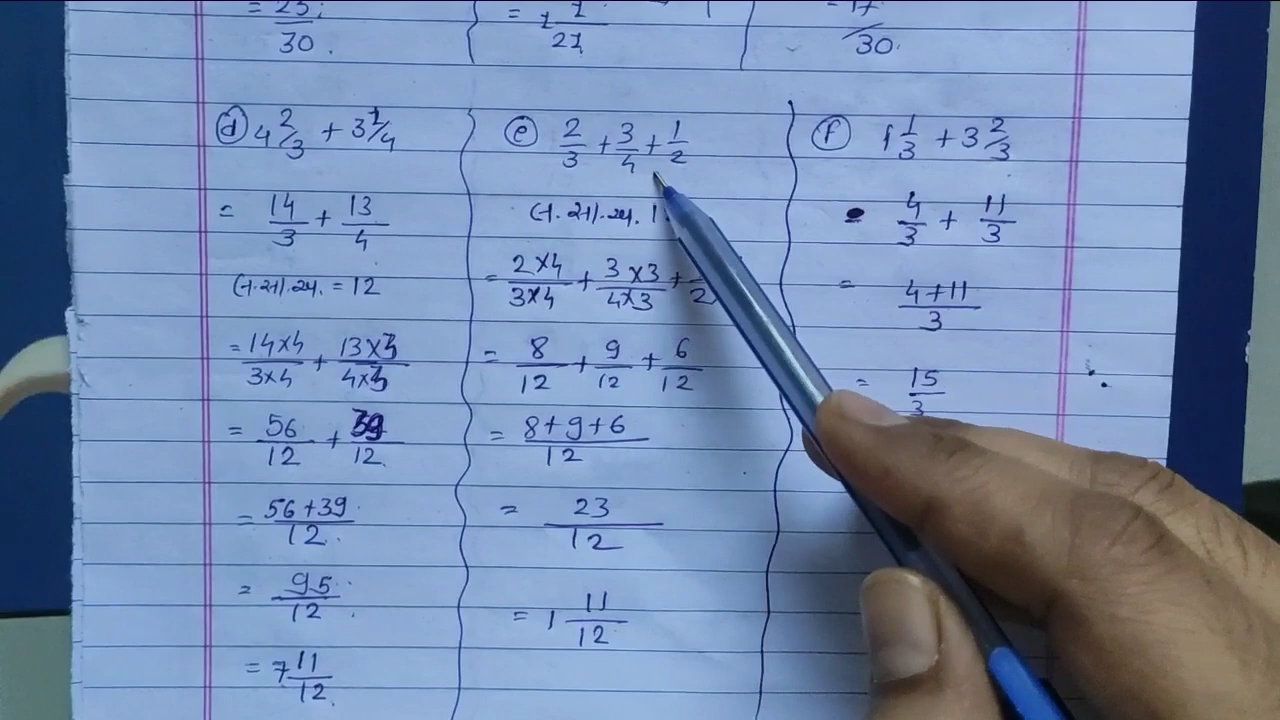 = 25/30.
= 1 7/27
= 17/30.
(d) 4 2/3 + 3 1/4
= 14/3 + 13/4
= 12
= 14×4/3×4 + 13×3/4×3
= 56/12 + 39/12.
= 56+39/12.
= 95/12.
= 7 11/12.
(e) 2/3 + 3/4 + 1/2
= 2×4/3×4 + 3×3/4×3 +
= 8/12 + 9/12 + 6/12
= 8+9+6/12
= 23/12
= 1 11/12
(f) 1 1/3 + 3 2/3
4/3 + 11/3
= 4+11/3
= 15/3